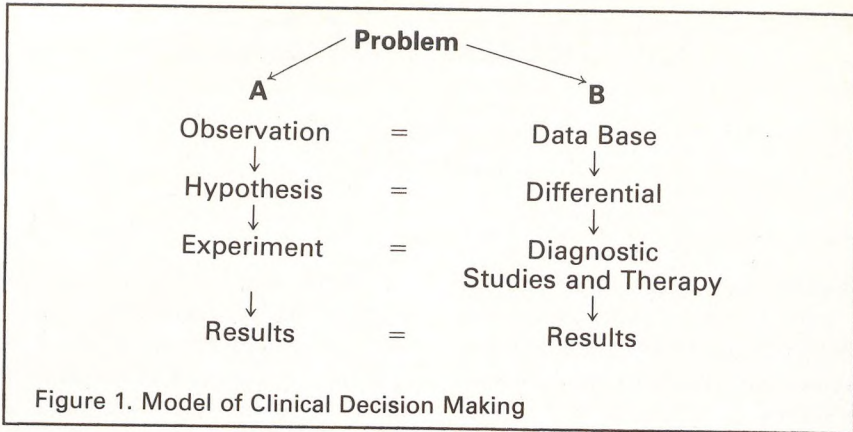 Problem
A B
Observation = Data Base
Hypothesis = Differential
Experiment = Diagnostic
Studies and Therapy
Results = Results
Figure 1. Model of Clinical Decision Making